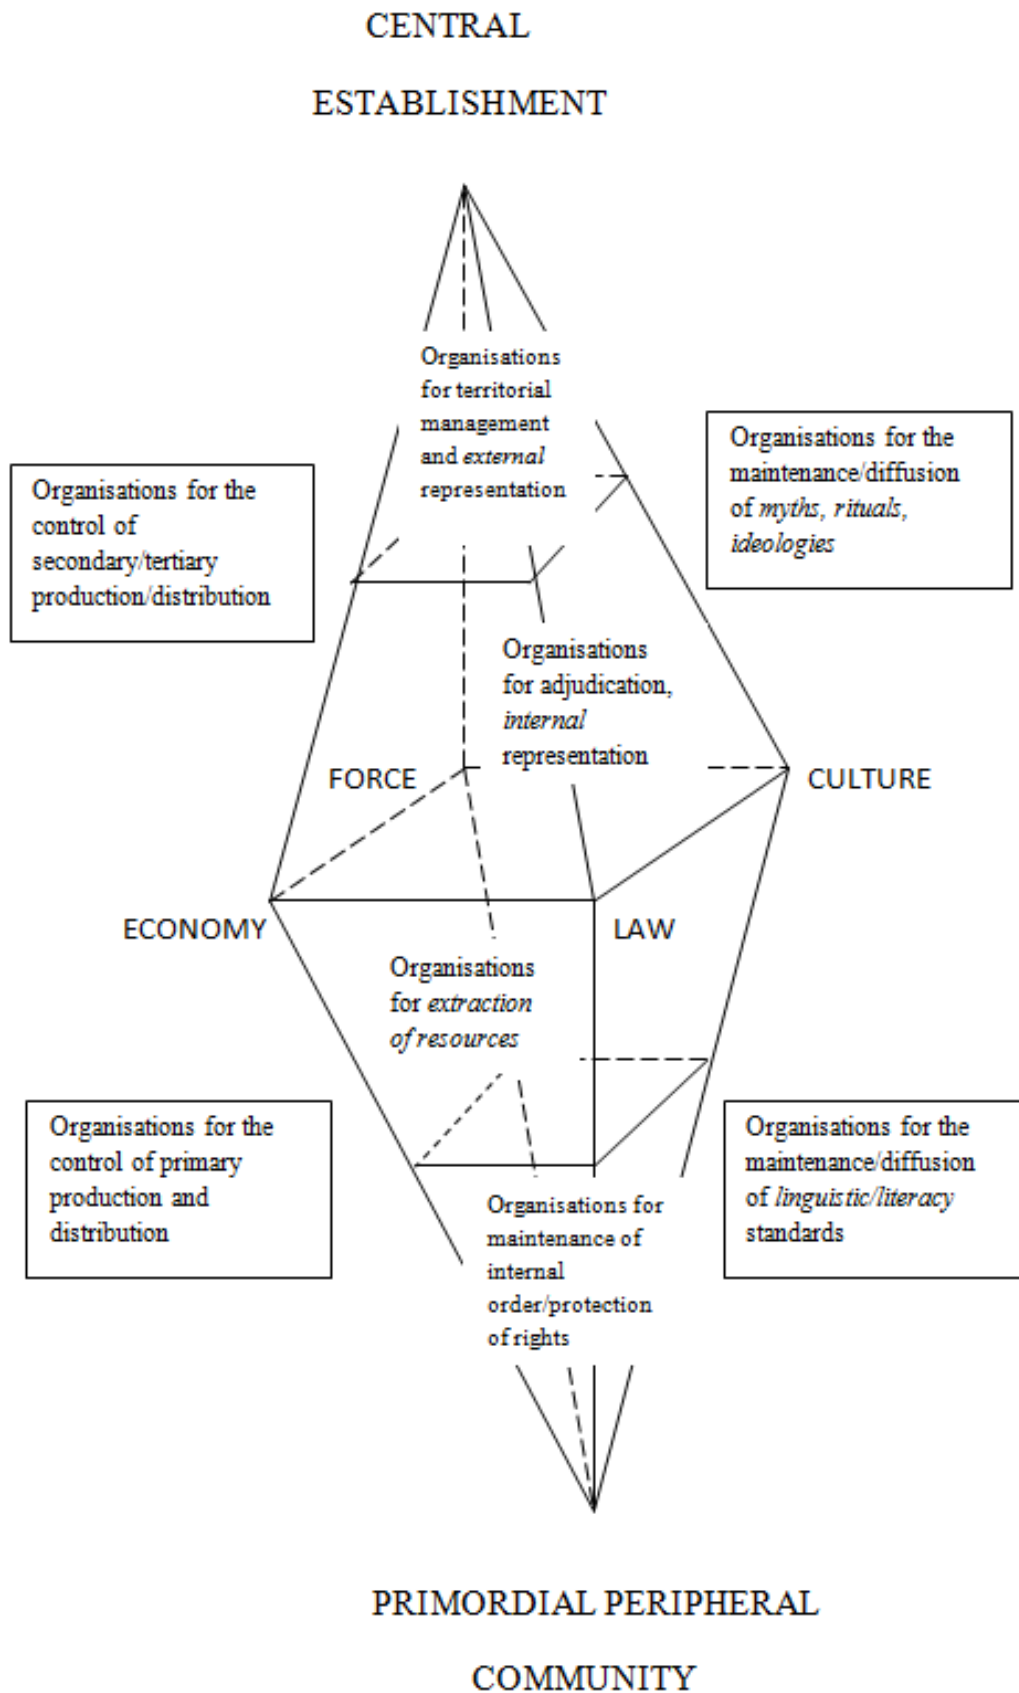 CENTRAL
ESTABLISHMENT
Organisations
for territorial
management
and external
representation
Organisations for the
maintenance/diffusion
of myths, rituals,
ideologies
Organisations for the
control of
secondary/tertiary
production/distribution
Organisations
for adjudication,
internal
representation
FORCE
CULTURE
ECONOMY
LAW
Organisations
for extraction
of resources
Organisations for the
control of primary
production and
distribution
Organisations for the
maintenance/diffusion
of linguistic/literacy
standards
Organisations for
maintenance of
internal
order/protection
of rights
PRIMORDIAL PERIPHERAL
COMMUNITY